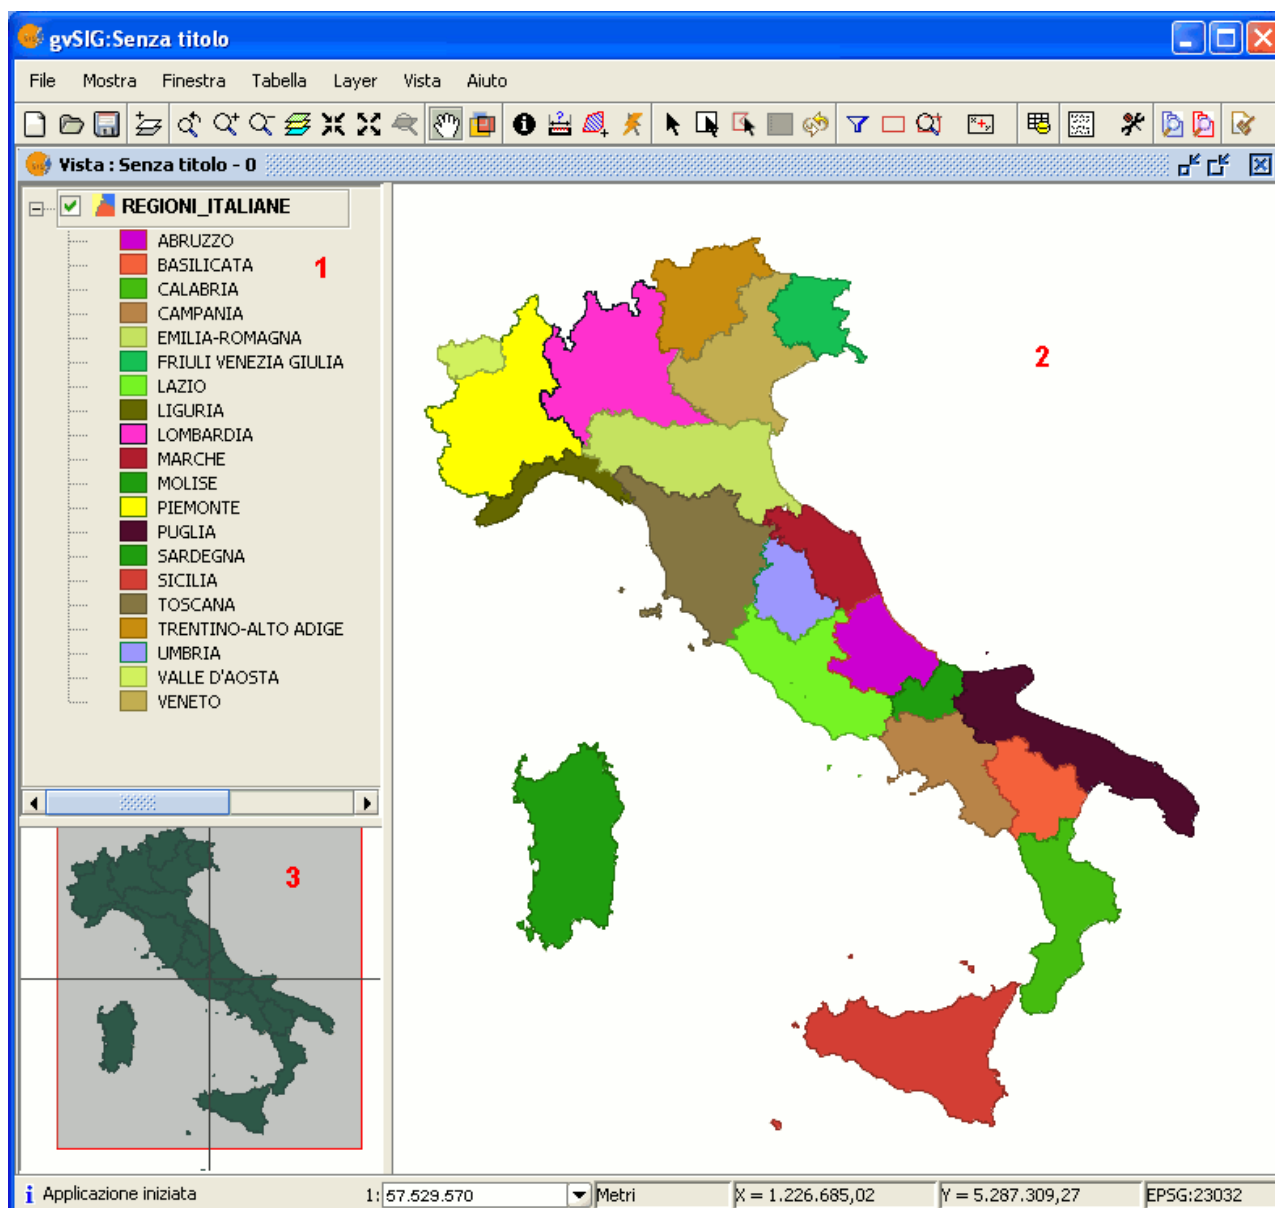 gvSIG:Senza titolo
File Mostra Finestra Tabella Layer Vista Aiuto
Vista : Senza titolo - 0
REGIONI_ITALIANE
ABRUZZO
BASILICATA
1
CALABRIA
CAMPANIA
EMILIA-ROMAGNA
FRIULI VENEZIA GIULIA
LAZIO
LIGURIA
LOMBARDIA
MARCHE
MOLISE
PIEMONTE
PUGLIA
SARDEGNA
SICILIA
TOSCANA
TRENTINO-ALTO ADIGE
UMBRIA
VALLE D'AOSTA
VENETO
2
3
Applicazione iniziata 1: 57.529.570 Metri X = 1.226.685,02 Y = 5.287.309,27 EPSG:23032